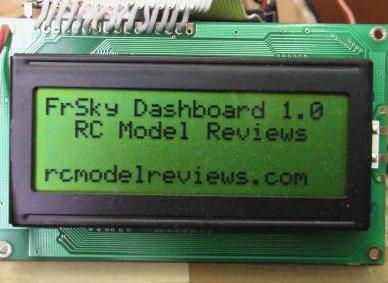 FrSky Dashboard 1.0
RC Model Reviews
rcmodelreviews.com